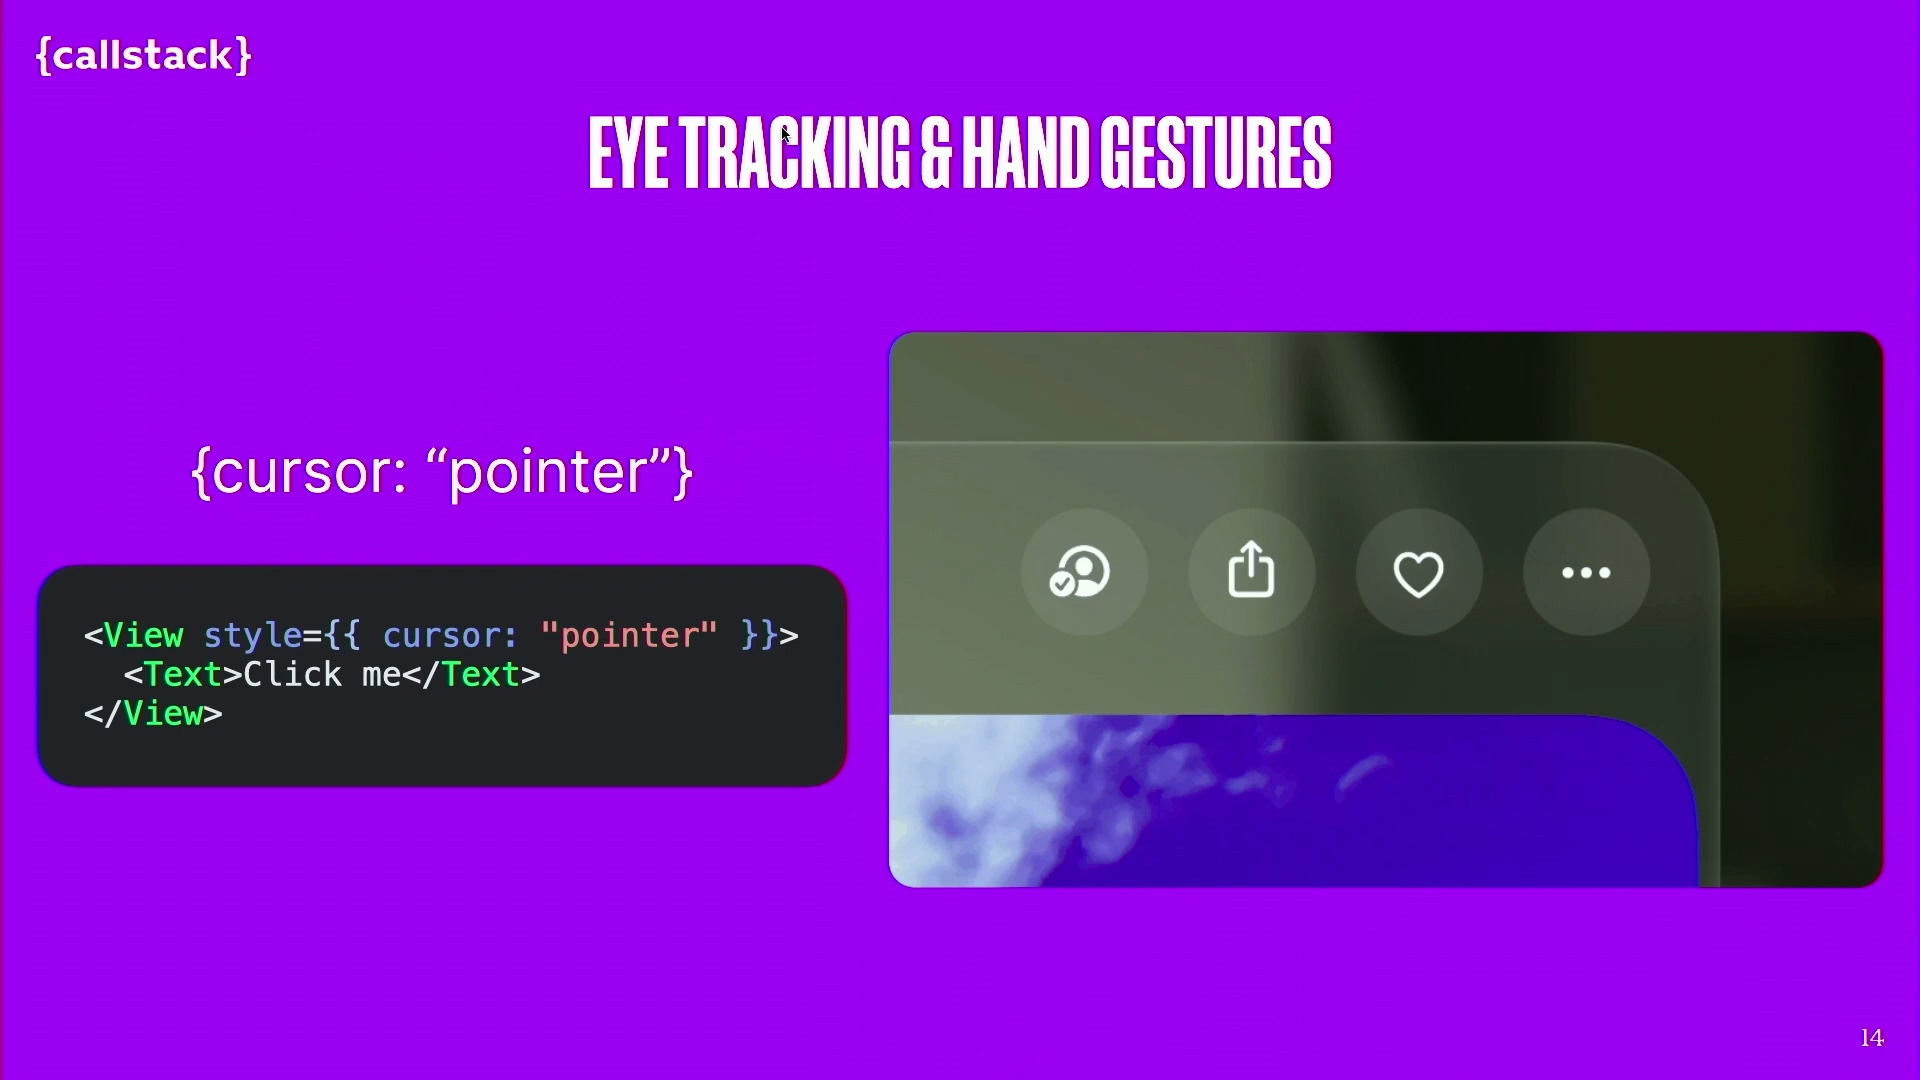 {callstack}
EYE TRACKING & HAND GESTURES
{cursor: “pointer”}
<View style={{ cursor: "pointer" }}>
  <Text>Click me</Text>
</View>
14